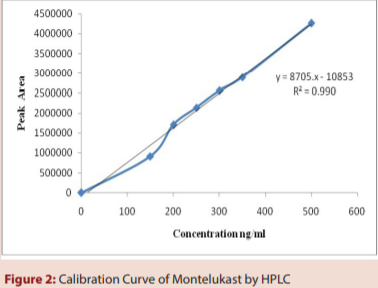 4500000
4000000
3500000
3000000
2500000
2000000
1500000
1000000
500000
0
Peak Area
y = 8705.x - 10853
R² = 0.990
0 100 200 300 400 500 600
Concentration ng/ml
Figure 2: Calibration Curve of Montelukast by HPLC